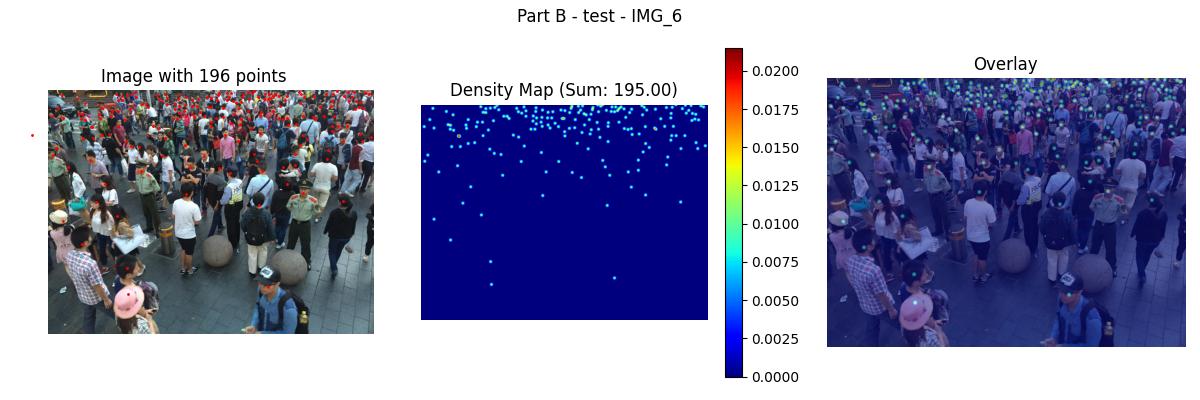 Part B - test - IMG_6
Image with 196 points
Density Map (Sum: 195.00)
Overlay
0.0200
0.0175
0.0150
0.0125
0.0100
0.0075
0.0050
0.0025
0.0000